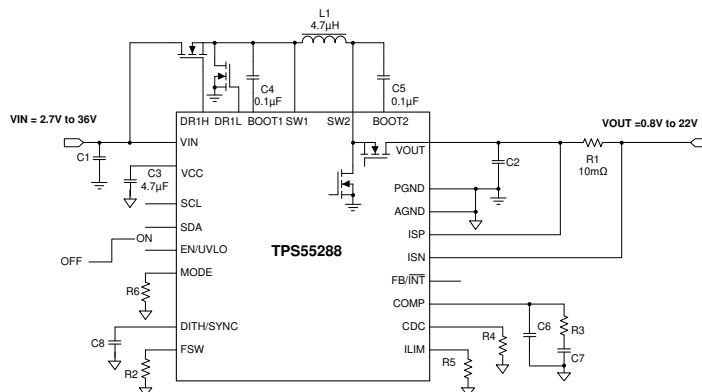 L1
4.7µH
C4
0.1µF
C5
0.1µF
VIN = 2.7V to 36V
VOUT =0.8V to 22V
DR1H DR1L BOOT1 SW1 SW2 BOOT2
VIN
VOUT
C1
C2
R1
10mΩ
C3
4.7µF
VCC
PGND
SCL
AGND
SDA
ISP
ON
OFF
EN/UVLO
TPS55288
ISN
MODE
FB/INT
R6
COMP
DITH/SYNC
CDC
C6
R3
C8
R4
C7
FSW
ILIM
R2
R5